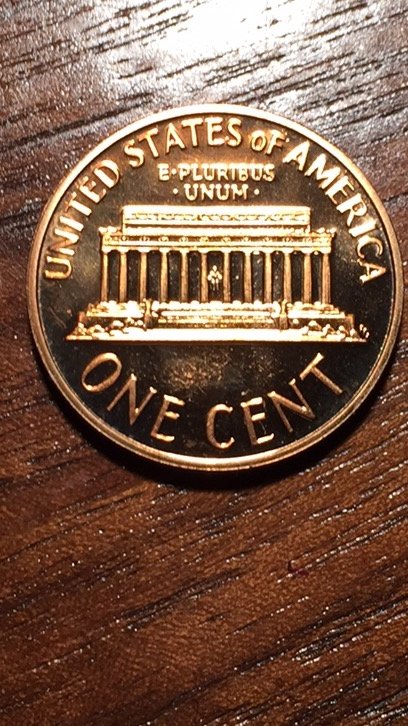 UNITED STATES OF AMERICA
E·PLURIBUS
·UNUM·
ONE CENT